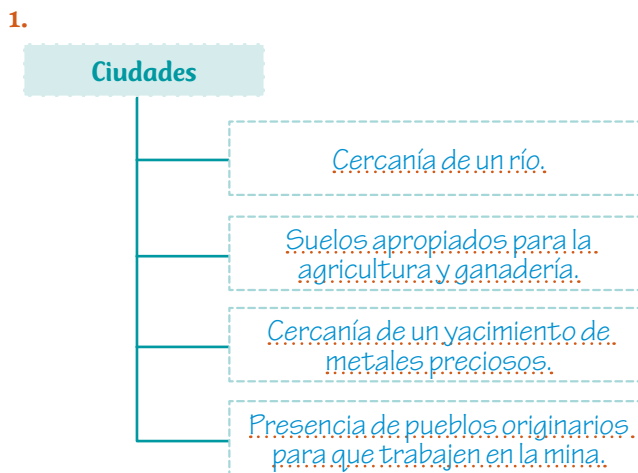 1.
Ciudades
Cercanía de un río.
Suelos apropiados para la
agricultura y ganadería.
Cercanía de un yacimiento de
metales preciosos.
Presencia de pueblos originarios
para que trabajen en la mina.